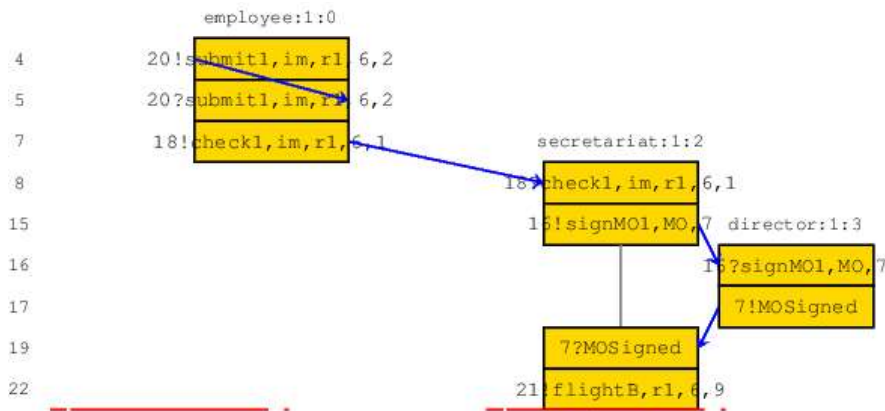 employee:1:0
4 20!submit1,im,r1,6,2
5 20?submit1,im,r1,6,2
7 18!check1,im,r1,6,1
secretariat:1:2
8 18?check1,im,r1,6,1
15 16!signMO1,MO,7
director:1:3
16 16?signMO1,MO,7
17 7!MOSigned
19 7?MOSigned
22 21!flightB,r1,6,9